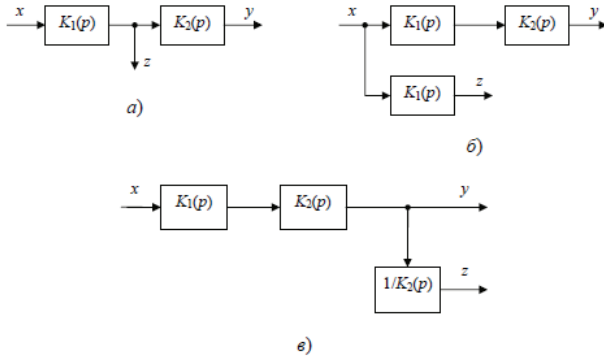 x K₁(p) K₂(p) y
z
а)
x K₁(p) K₂(p) y
K₁(p) z
б)
x K₁(p) K₂(p) y
1/K₂(p) z
в)